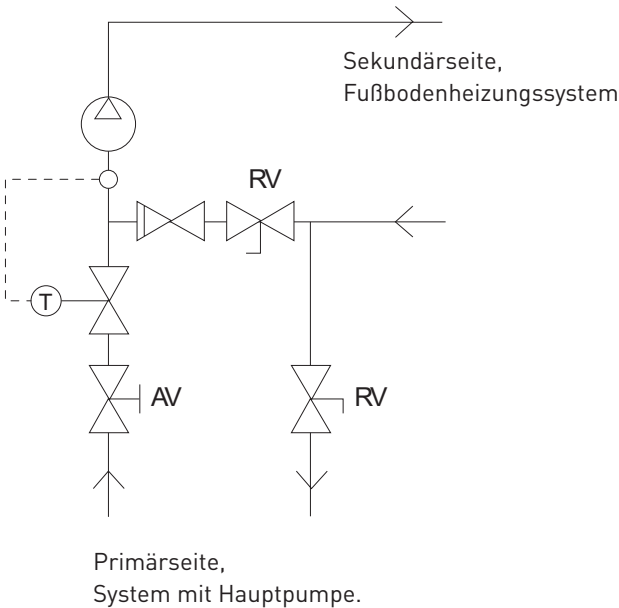 Sekundärseite,
Fußbodenheizungssystem
RV
T
AV
RV
Primärseite,
System mit Hauptpumpe.